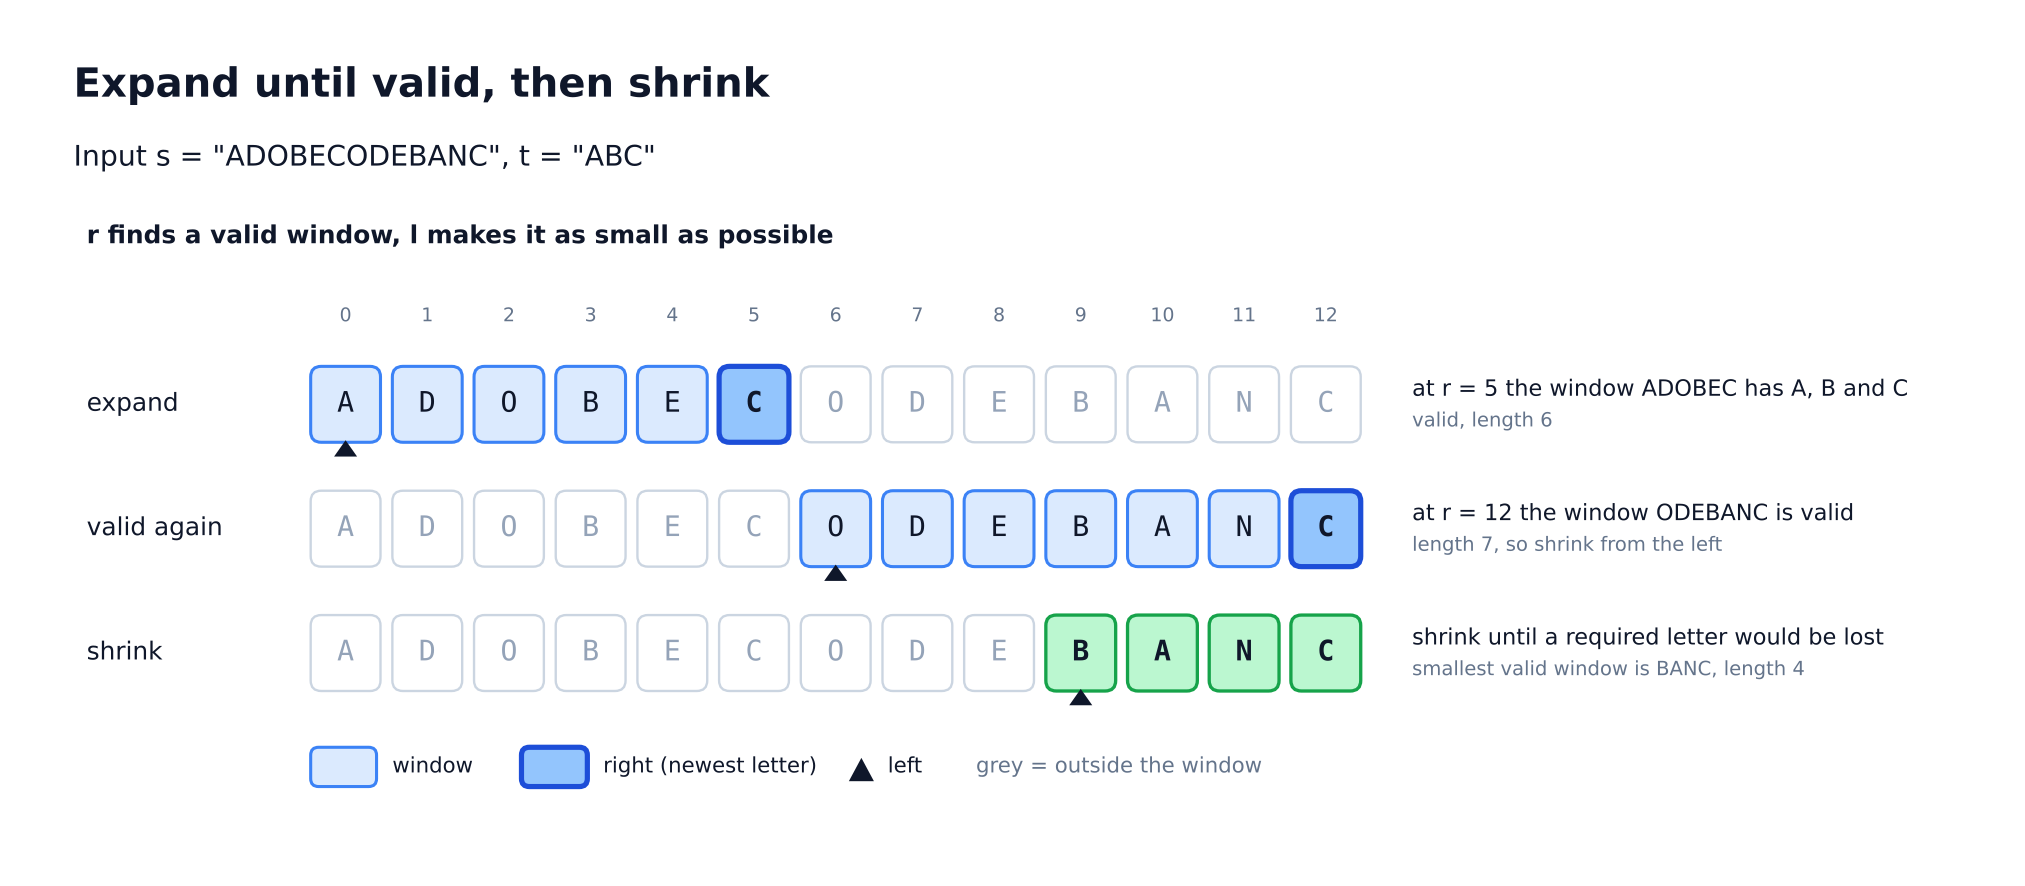 Expand until valid, then shrink
Input s = "ADOBECODEBANC", t = "ABC"
r finds a valid window, l makes it as small as possible
0 1 2 3 4 5 6 7 8 9 10 11 12
expand A D O B E C O D E B A N C at r = 5 the window ADOBEC has A, B and C
valid, length 6
valid again A D O B E C O D E B A N C at r = 12 the window ODEBANC is valid
length 7, so shrink from the left
shrink A D O B E C O D E B A N C shrink until a required letter would be lost
smallest valid window is BANC, length 4
window right (newest letter) left grey = outside the window